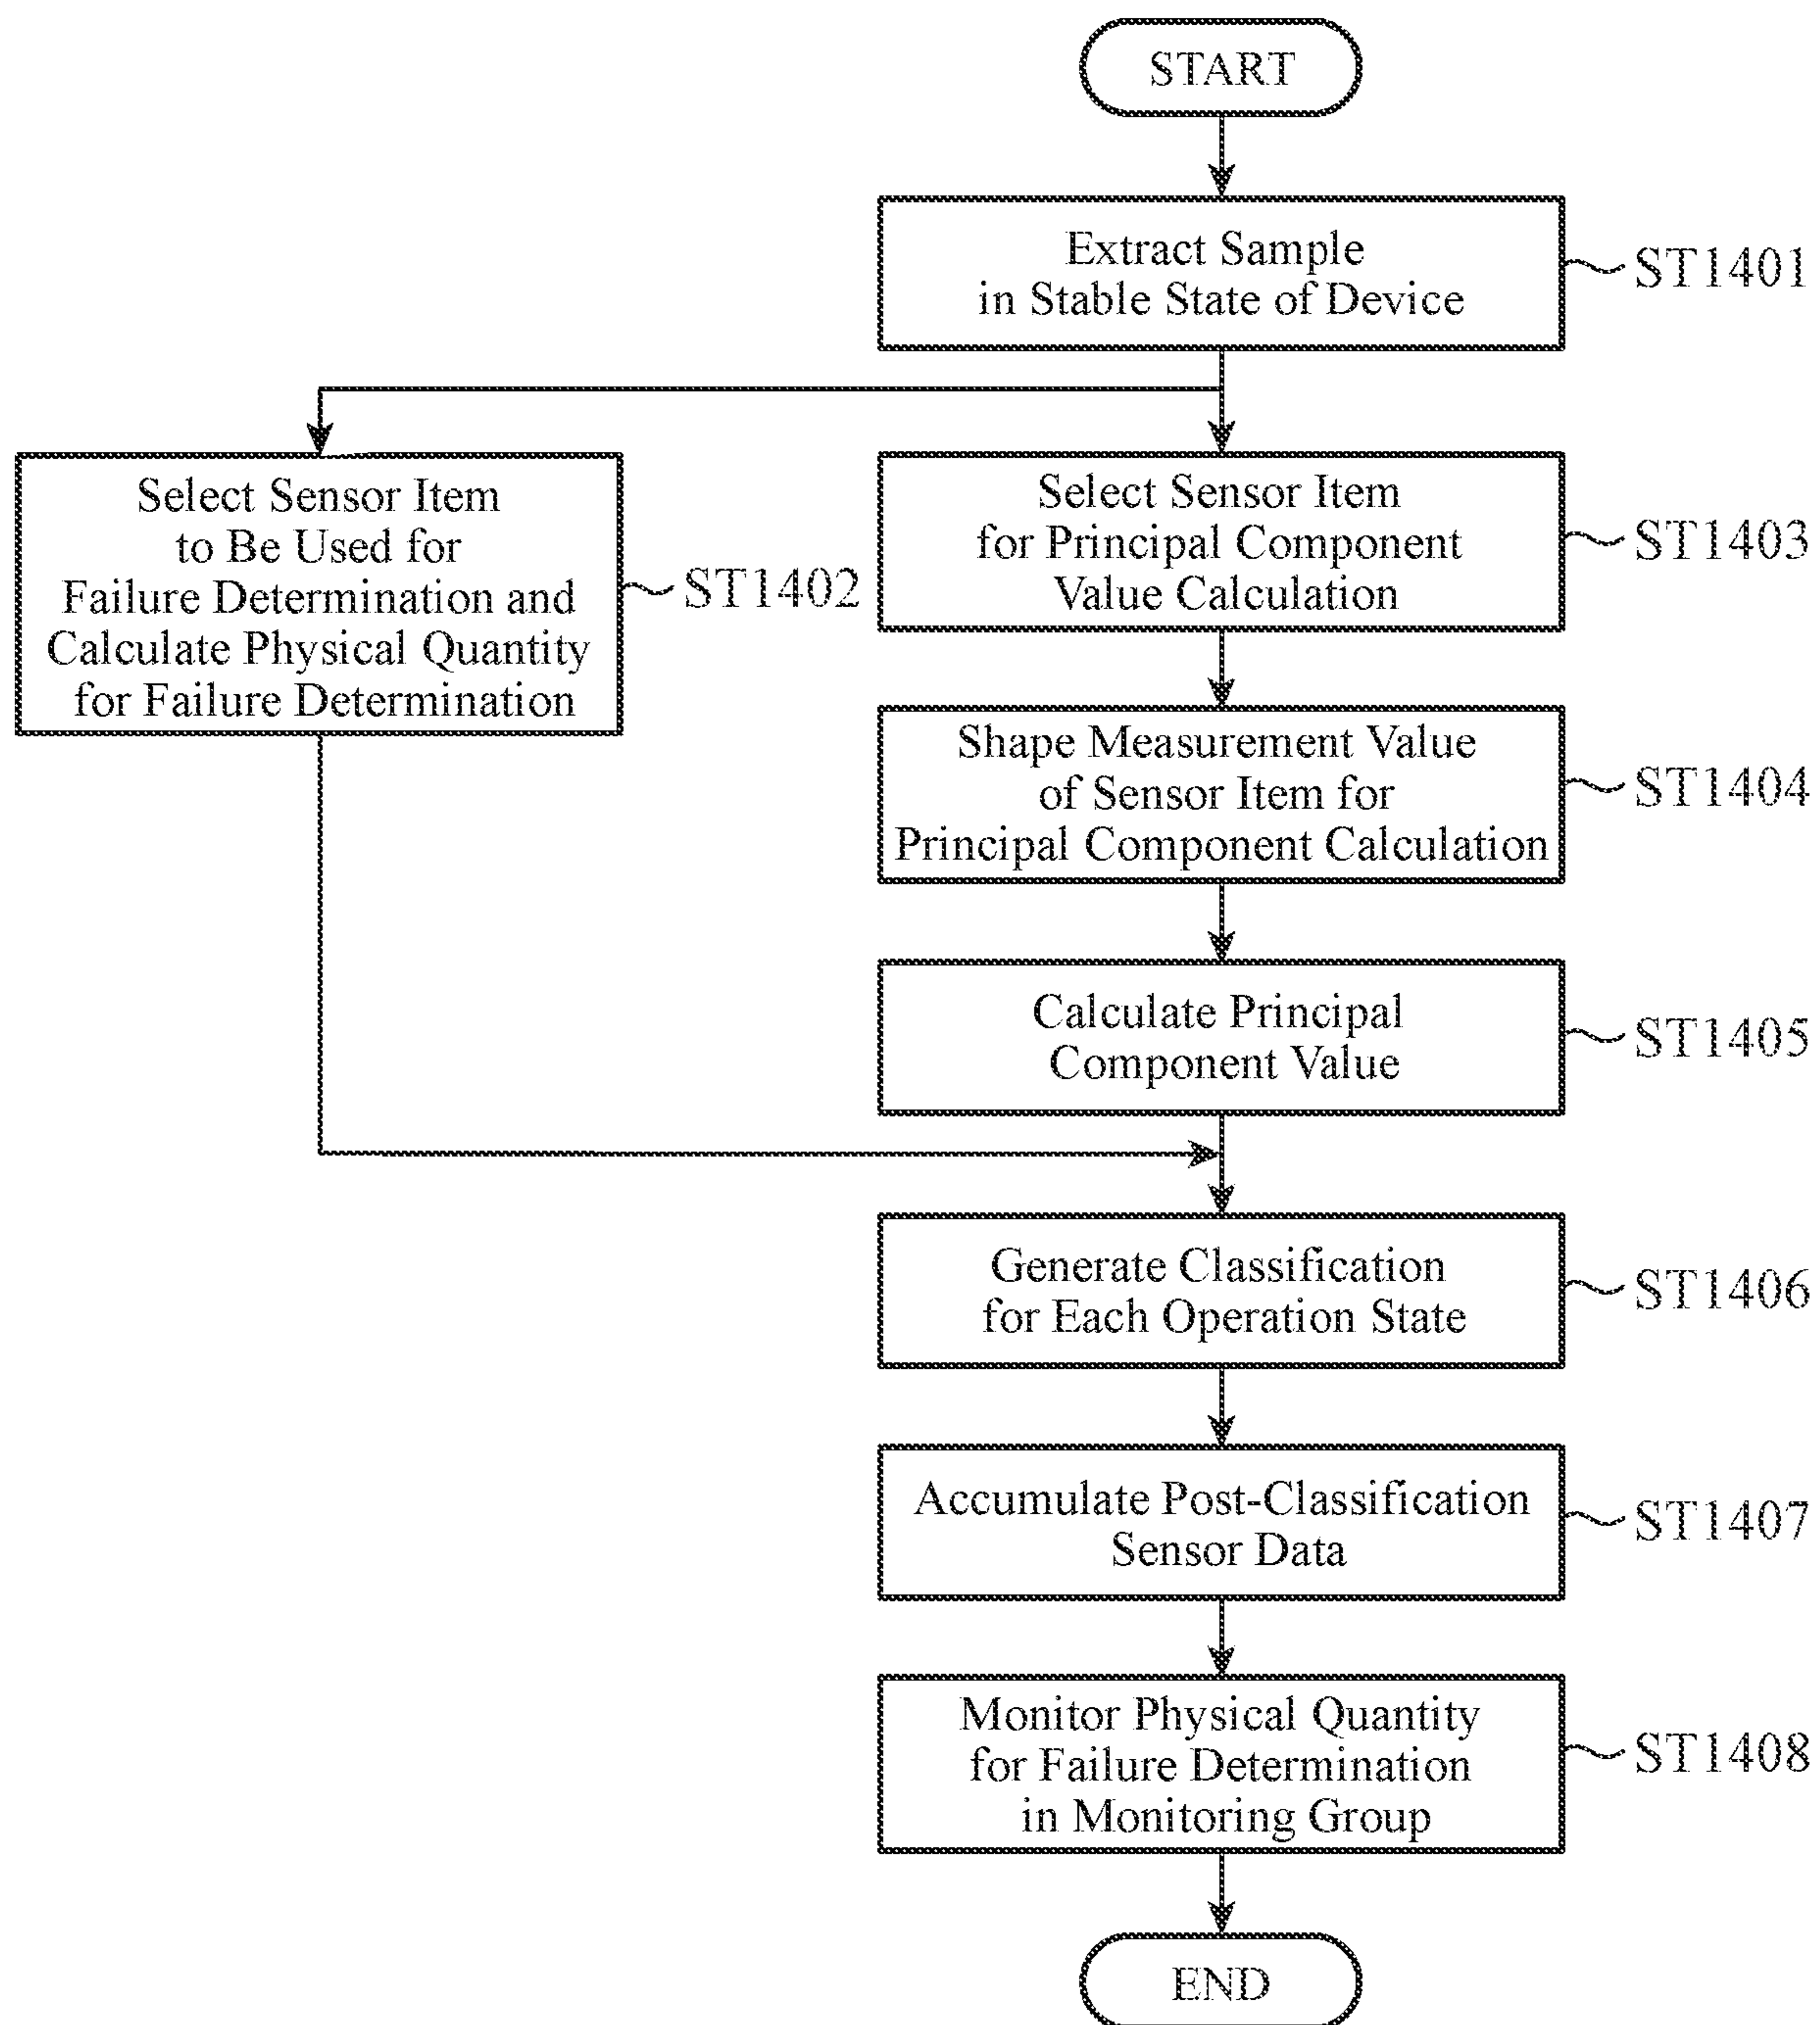 START
Extract Sample
in Stable State of Device
ST1401
Select Sensor Item
to Be Used for
Failure Determination and
Calculate Physical Quantity
for Failure Determination
ST1402
Select Sensor Item
for Principal Component
Value Calculation
ST1403
Shape Measurement Value
of Sensor Item for
Principal Component Calculation
ST1404
Calculate Principal
Component Value
ST1405
Generate Classification
for Each Operation State
ST1406
Accumulate Post-Classification
Sensor Data
ST1407
Monitor Physical Quantity
for Failure Determination
in Monitoring Group
ST1408
END